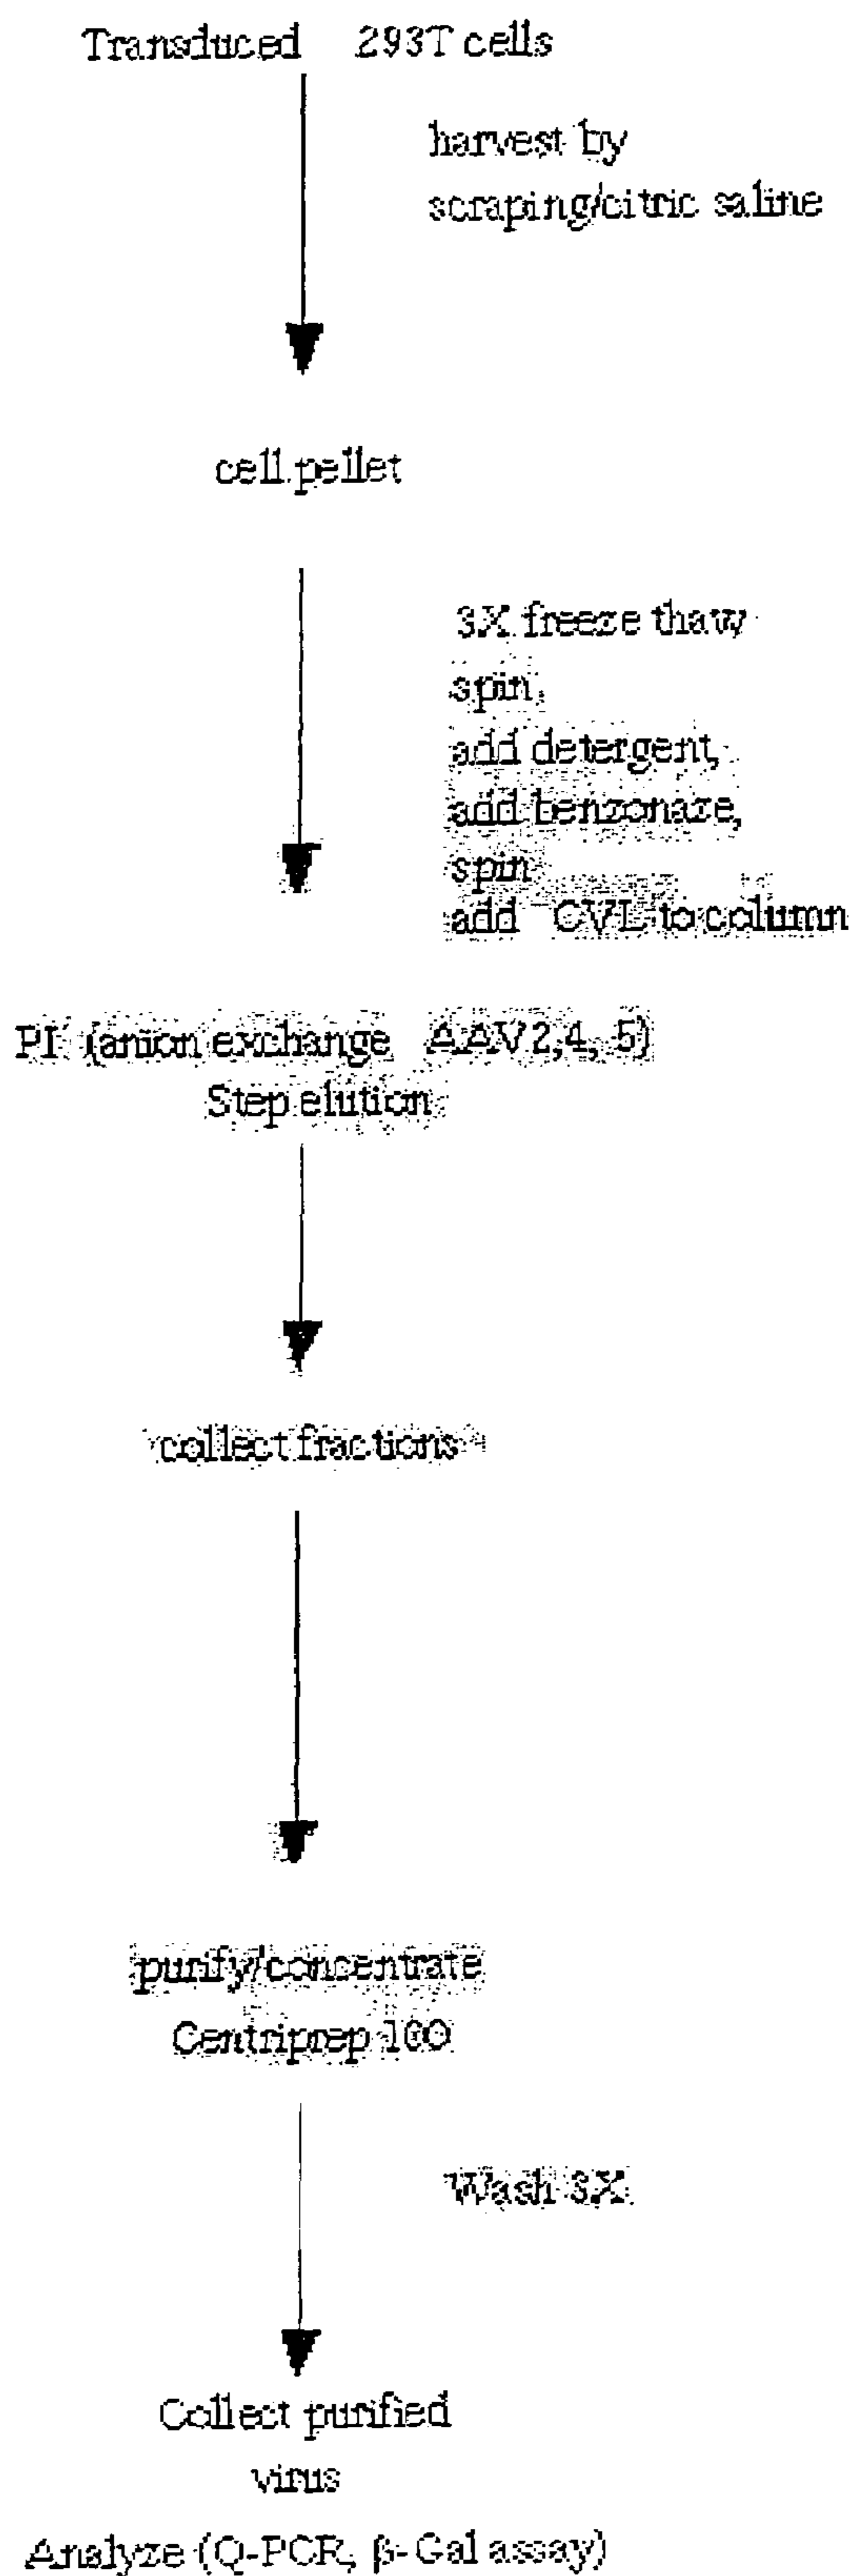 Transduced 293T cells
harvest by
scraping/citric saline
cell pellet
3X freeze thaw
spin,
add detergent,
add benzonaze,
spin
add CVL to column
PI (anion exchange AAV2,4, 5)
Step elution
collect fractions
purify/concentrate
Centriprep 100
Wash 3X
Collect purified
virus
Analyze (Q-PCR, β-Gal assay)